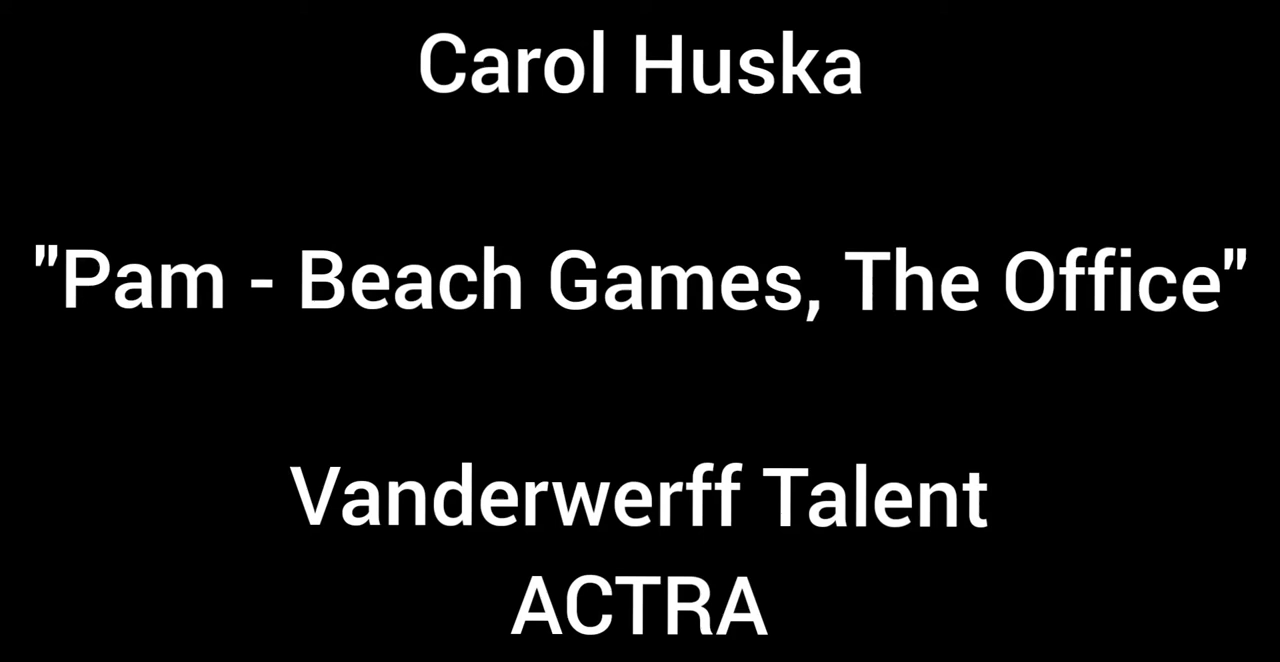 Carol Huska
"Pam - Beach Games, The Office"
Vanderwerff Talent
ACTRA